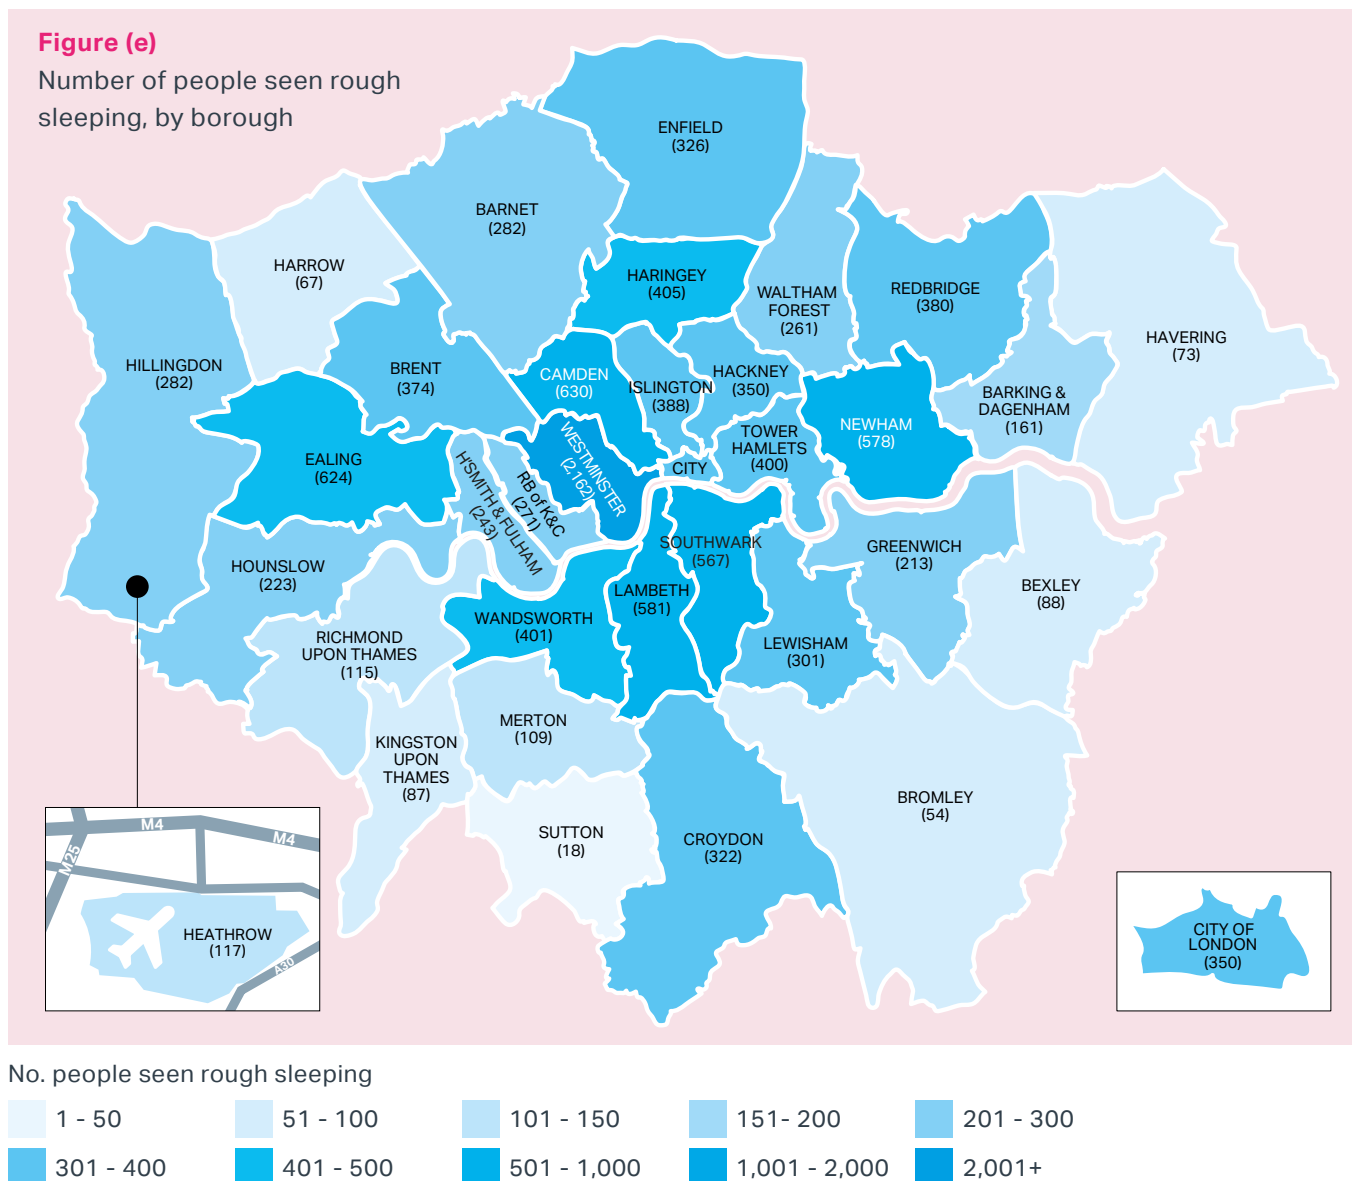 Figure (e)
Number of people seen rough
sleeping, by borough
ENFIELD
(326)
BARNET
(282)
HARROW
(67)
HARINGEY
(405)
WALTHAM
FOREST
(261)
REDBRIDGE
(380)
HAVERING
(73)
HILLINGDON
(282)
BRENT
(374)
CAMDEN
(630)
ISLINGTON
(388)
HACKNEY
(350)
BARKING &
DAGENHAM
(161)
NEWHAM
(578)
TOWER
HAMLETS
(400)
CITY
EALING
(624)
H'SMITH & FULHAM
(243)
RB of K&C
(271)
WESTMINSTER
(2,162)
HOUNSLOW
(223)
SOUTHWARK
(567)
GREENWICH
(213)
BEXLEY
(88)
LAMBETH
(581)
WANDSWORTH
(401)
RICHMOND
UPON THAMES
(115)
LEWISHAM
(301)
MERTON
(109)
KINGSTON
UPON
THAMES
(87)
SUTTON
(18)
CROYDON
(322)
BROMLEY
(54)
M4
M4
M25
HEATHROW
(117)
A30
CITY OF
LONDON
(350)
No. people seen rough sleeping
1 - 50
51 - 100
101 - 150
151- 200
201 - 300
301 - 400
401 - 500
501 - 1,000
1,001 - 2,000
2,001+